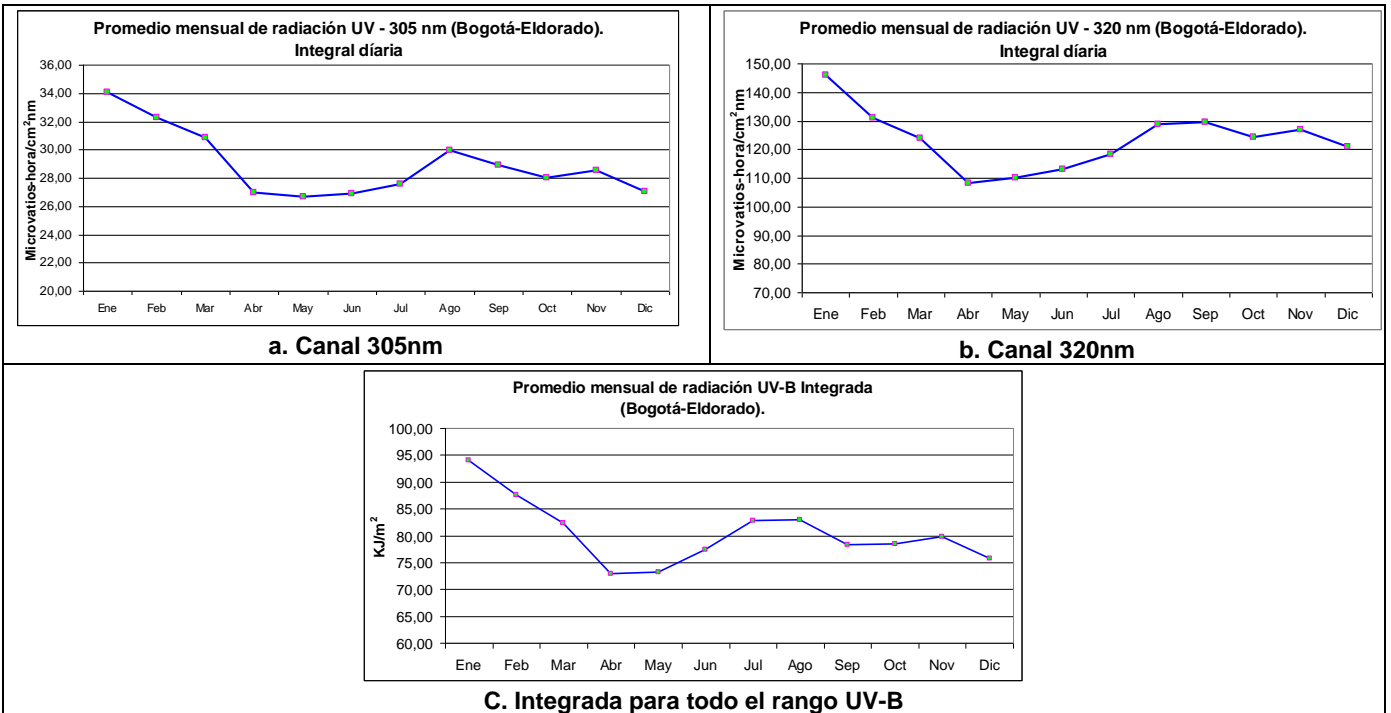 Promedio mensual de radiación UV - 305 nm (Bogotá-Eldorado).
Integral díaria
Microvatios-hora/cm²nm
36,00
34,00
32,00
30,00
28,00
26,00
24,00
22,00
20,00
Ene Feb Mar Abr May Jun Jul Ago Sep Oct Nov Dic
a. Canal 305nm
Promedio mensual de radiación UV - 320 nm (Bogotá-Eldorado).
Integral díaria
Microvatios-hora/cm²nm
150,00
140,00
130,00
120,00
110,00
100,00
90,00
80,00
70,00
Ene Feb Mar Abr May Jun Jul Ago Sep Oct Nov Dic
b. Canal 320nm
Promedio mensual de radiación UV-B Integrada
(Bogotá-Eldorado).
KJ/m²
100,00
95,00
90,00
85,00
80,00
75,00
70,00
65,00
60,00
Ene Feb Mar Abr May Jun Jul Ago Sep Oct Nov Dic
C. Integrada para todo el rango UV-B